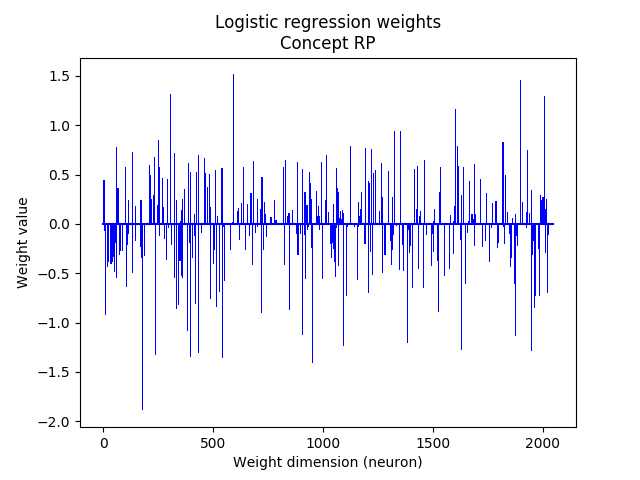 Logistic regression weights
Concept RP
1.5
1.0
0.5
0.0
−0.5
−1.0
−1.5
−2.0
Weight value
0 500 1000 1500 2000
Weight dimension (neuron)